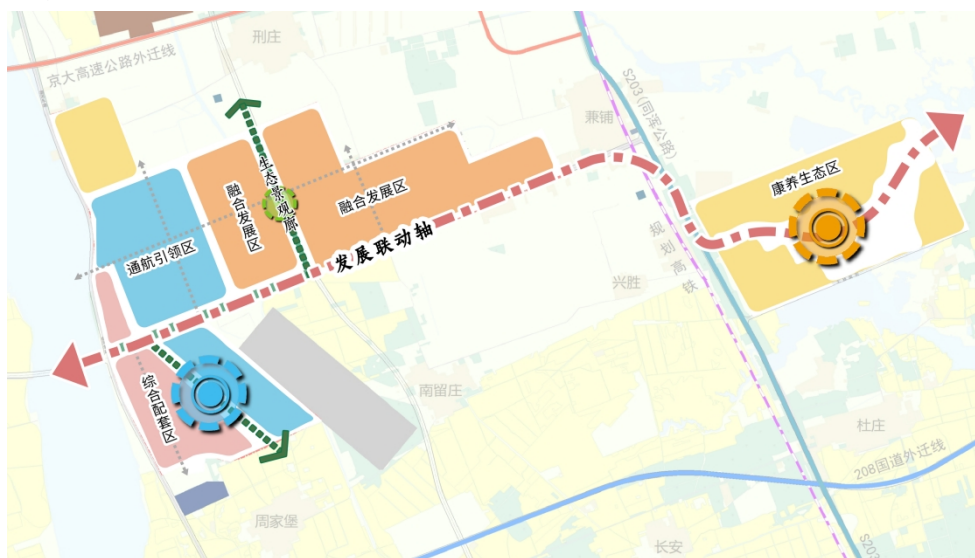 刑庄
京大高速公路外迁线
S203(同浑公路)
兼铺
生态景观廊
融合发展区
融合发展区
康养生态区
发展联动轴
通航引领区
规划高铁
兴胜
综合配套区
南留庄
杜庄
208国道外迁线
周家堡
长安
S203